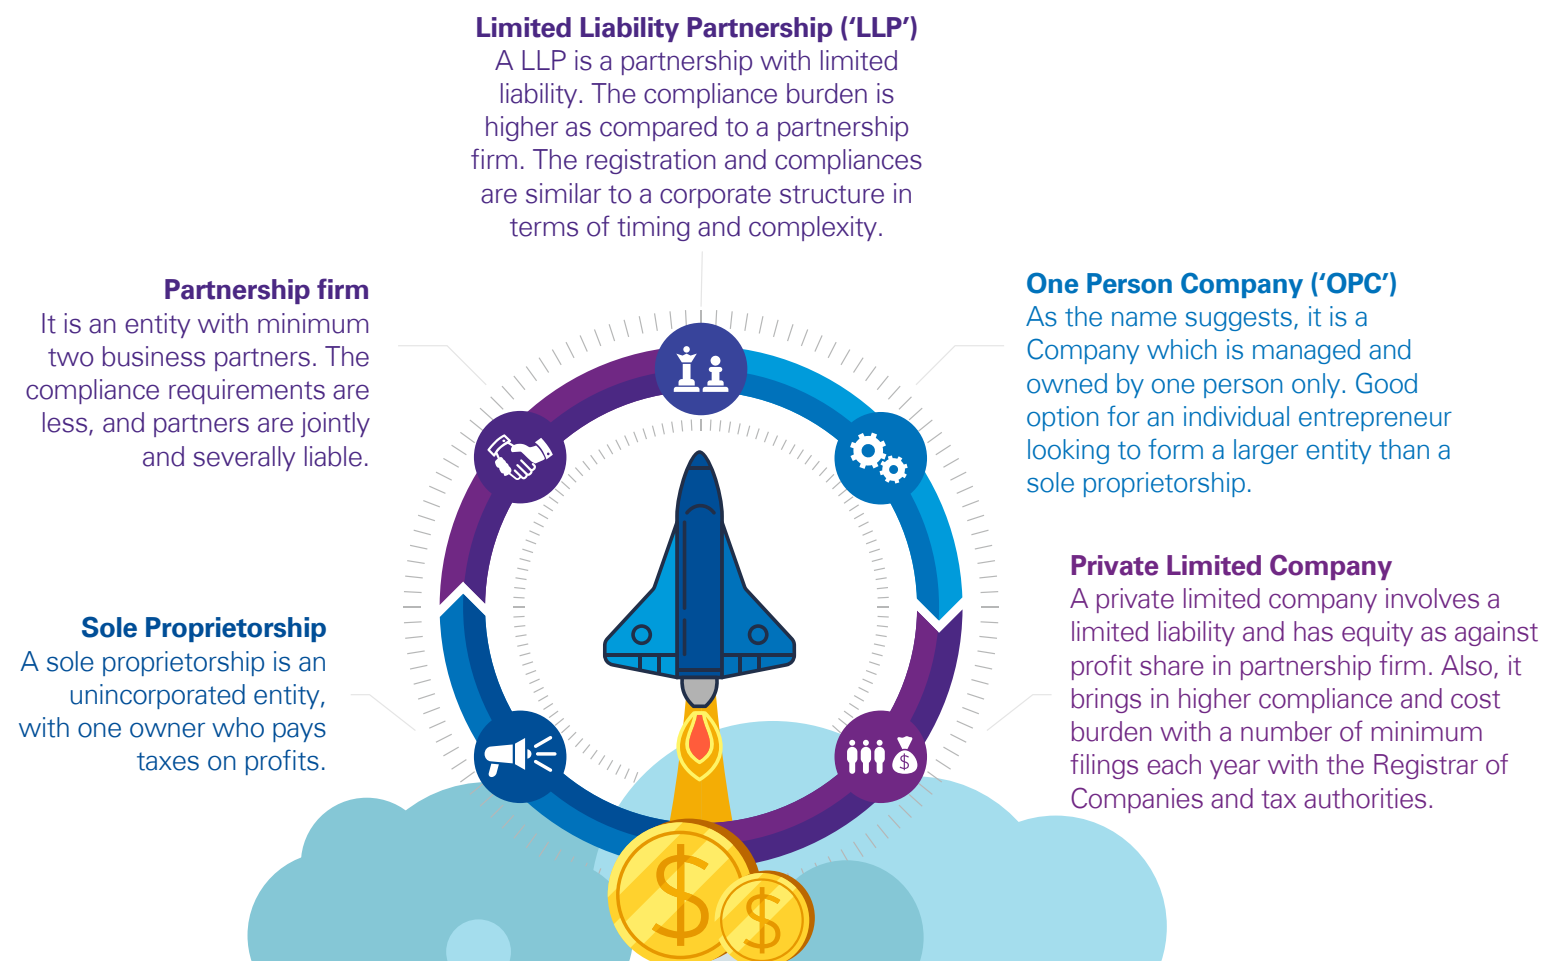 Limited Liability Partnership (‘LLP’)
A LLP is a partnership with limited
liability. The compliance burden is
higher as compared to a partnership
firm. The registration and compliances
are similar to a corporate structure in
terms of timing and complexity.
Partnership firm
It is an entity with minimum
two business partners. The
compliance requirements are
less, and partners are jointly
and severally liable.
One Person Company (‘OPC’)
As the name suggests, it is a
Company which is managed and
owned by one person only. Good
option for an individual entrepreneur
looking to form a larger entity than a
sole proprietorship.
Sole Proprietorship
A sole proprietorship is an
unincorporated entity,
with one owner who pays
taxes on profits.
Private Limited Company
A private limited company involves a
limited liability and has equity as against
profit share in partnership firm. Also, it
brings in higher compliance and cost
burden with a number of minimum
filings each year with the Registrar of
Companies and tax authorities.
$
$
$